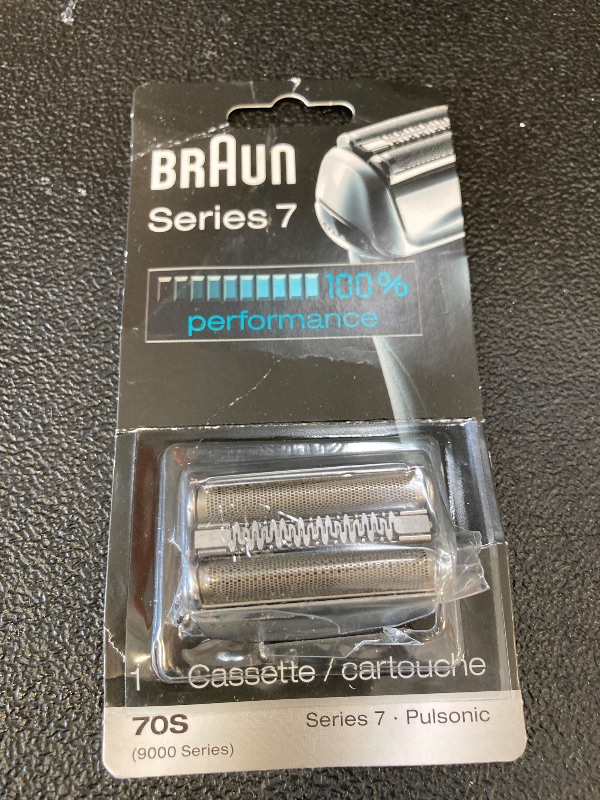 BRAUN
Series 7
100%
performance
1 Cassette / cartouche
70S Series 7 · Pulsonic
(9000 Series)